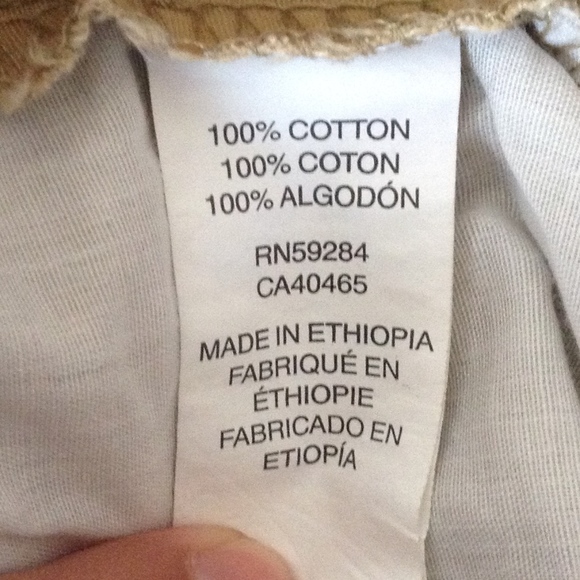 100% COTTON
100% COTON
100% ALGODÓN
RN59284
CA40465
MADE IN ETHIOPIA
FABRIQUÉ EN
ÉTHIOPIE
FABRICADO EN
ETIOPÍA